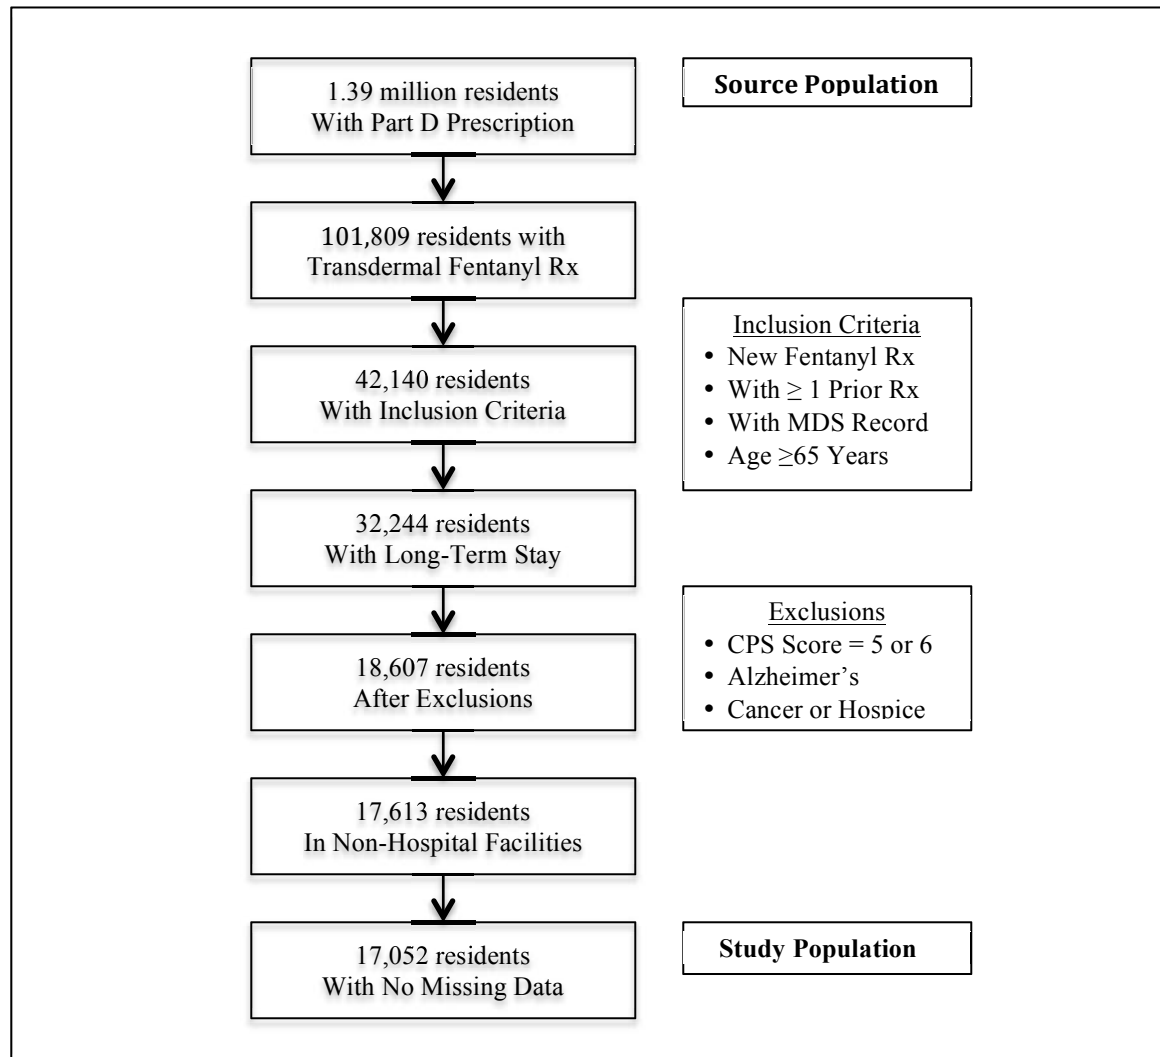 1.39 million residents
With Part D Prescription
Source Population
101,809 residents with
Transdermal Fentanyl Rx
42,140 residents
With Inclusion Criteria
Inclusion Criteria
• New Fentanyl Rx
• With ≥ 1 Prior Rx
• With MDS Record
• Age ≥65 Years
32,244 residents
With Long-Term Stay
18,607 residents
After Exclusions
Exclusions
• CPS Score = 5 or 6
• Alzheimer's
• Cancer or Hospice
17,613 residents
In Non-Hospital Facilities
17,052 residents
With No Missing Data
Study Population